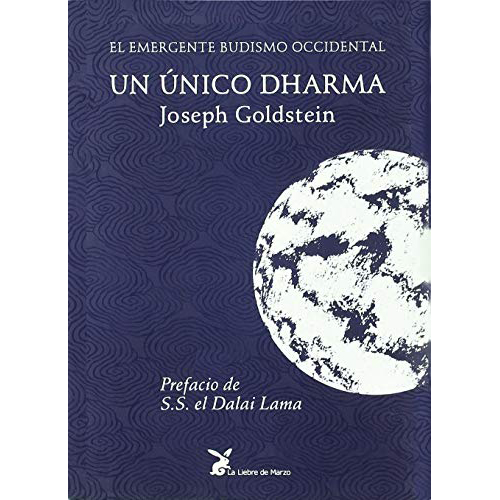 EL EMERGENTE BUDISMO OCCIDENTAL
UN ÚNICO DHARMA
Joseph Goldstein
Prefacio de
S.S. el Dalai Lama
La Liebre de Marzo